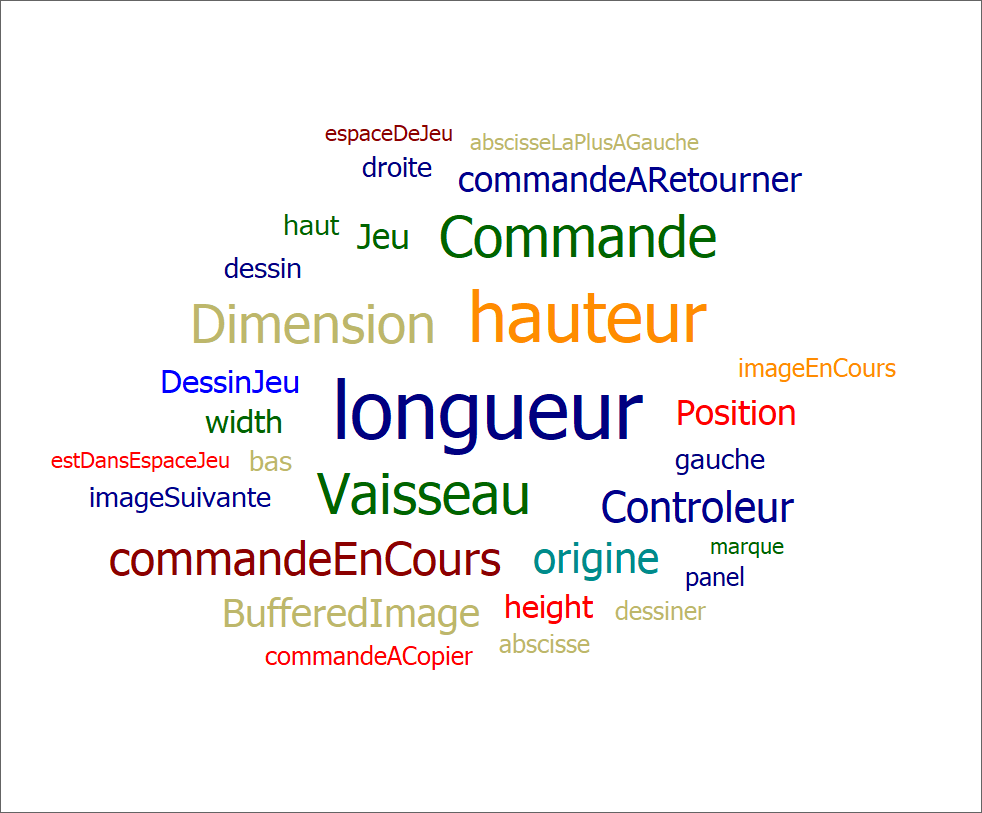 espaceDeJeu abscisseLaPlusAGauche
droite commandeARetourner
haut Jeu Commande
dessin
Dimension hauteur
imageEnCours
DessinJeu longueur Position
width
estDansEspaceJeu bas gauche
imageSuivante Vaisseau Controleur
commandeEnCours origine marque
panel
BufferedImage height dessiner
commandeACopier abscisse